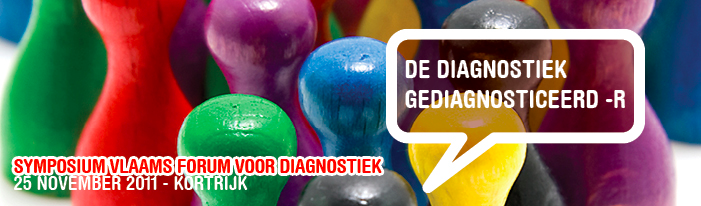 DE DIAGNOSTIEK
GEDIAGNOSTICEERD -R
SYMPOSIUM VLAAMS FORUM VOOR DIAGNOSTIEK
25 NOVEMBER 2011 - KORTRIJK